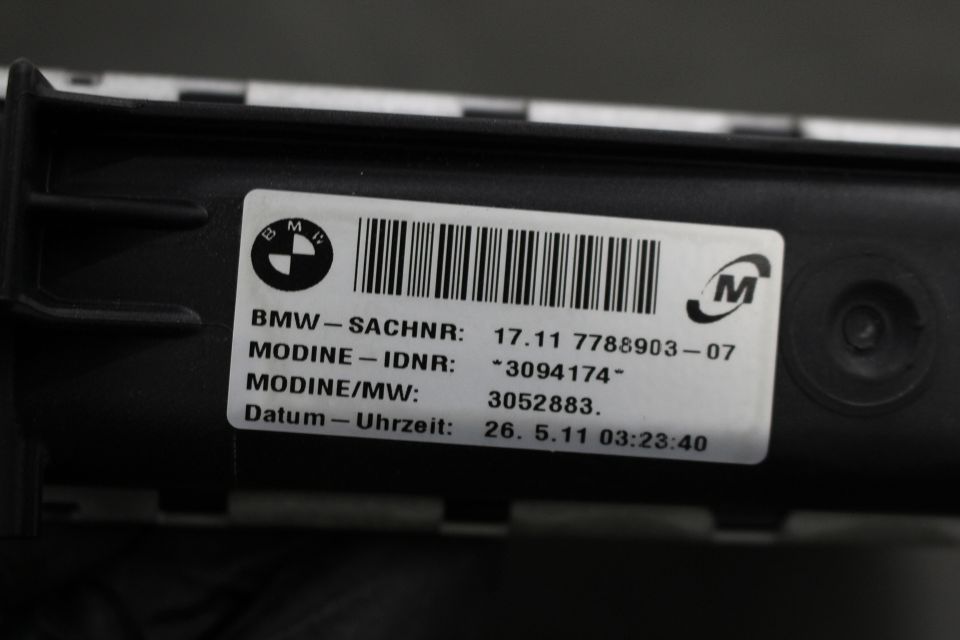 BMW
M
BMW-SACHNR: 17.11 7788903-07
MODINE-IDNR: *3094174*
MODINE/MW: 3052883.
Datum-Uhrzeit: 26. 5.11 03:23:40